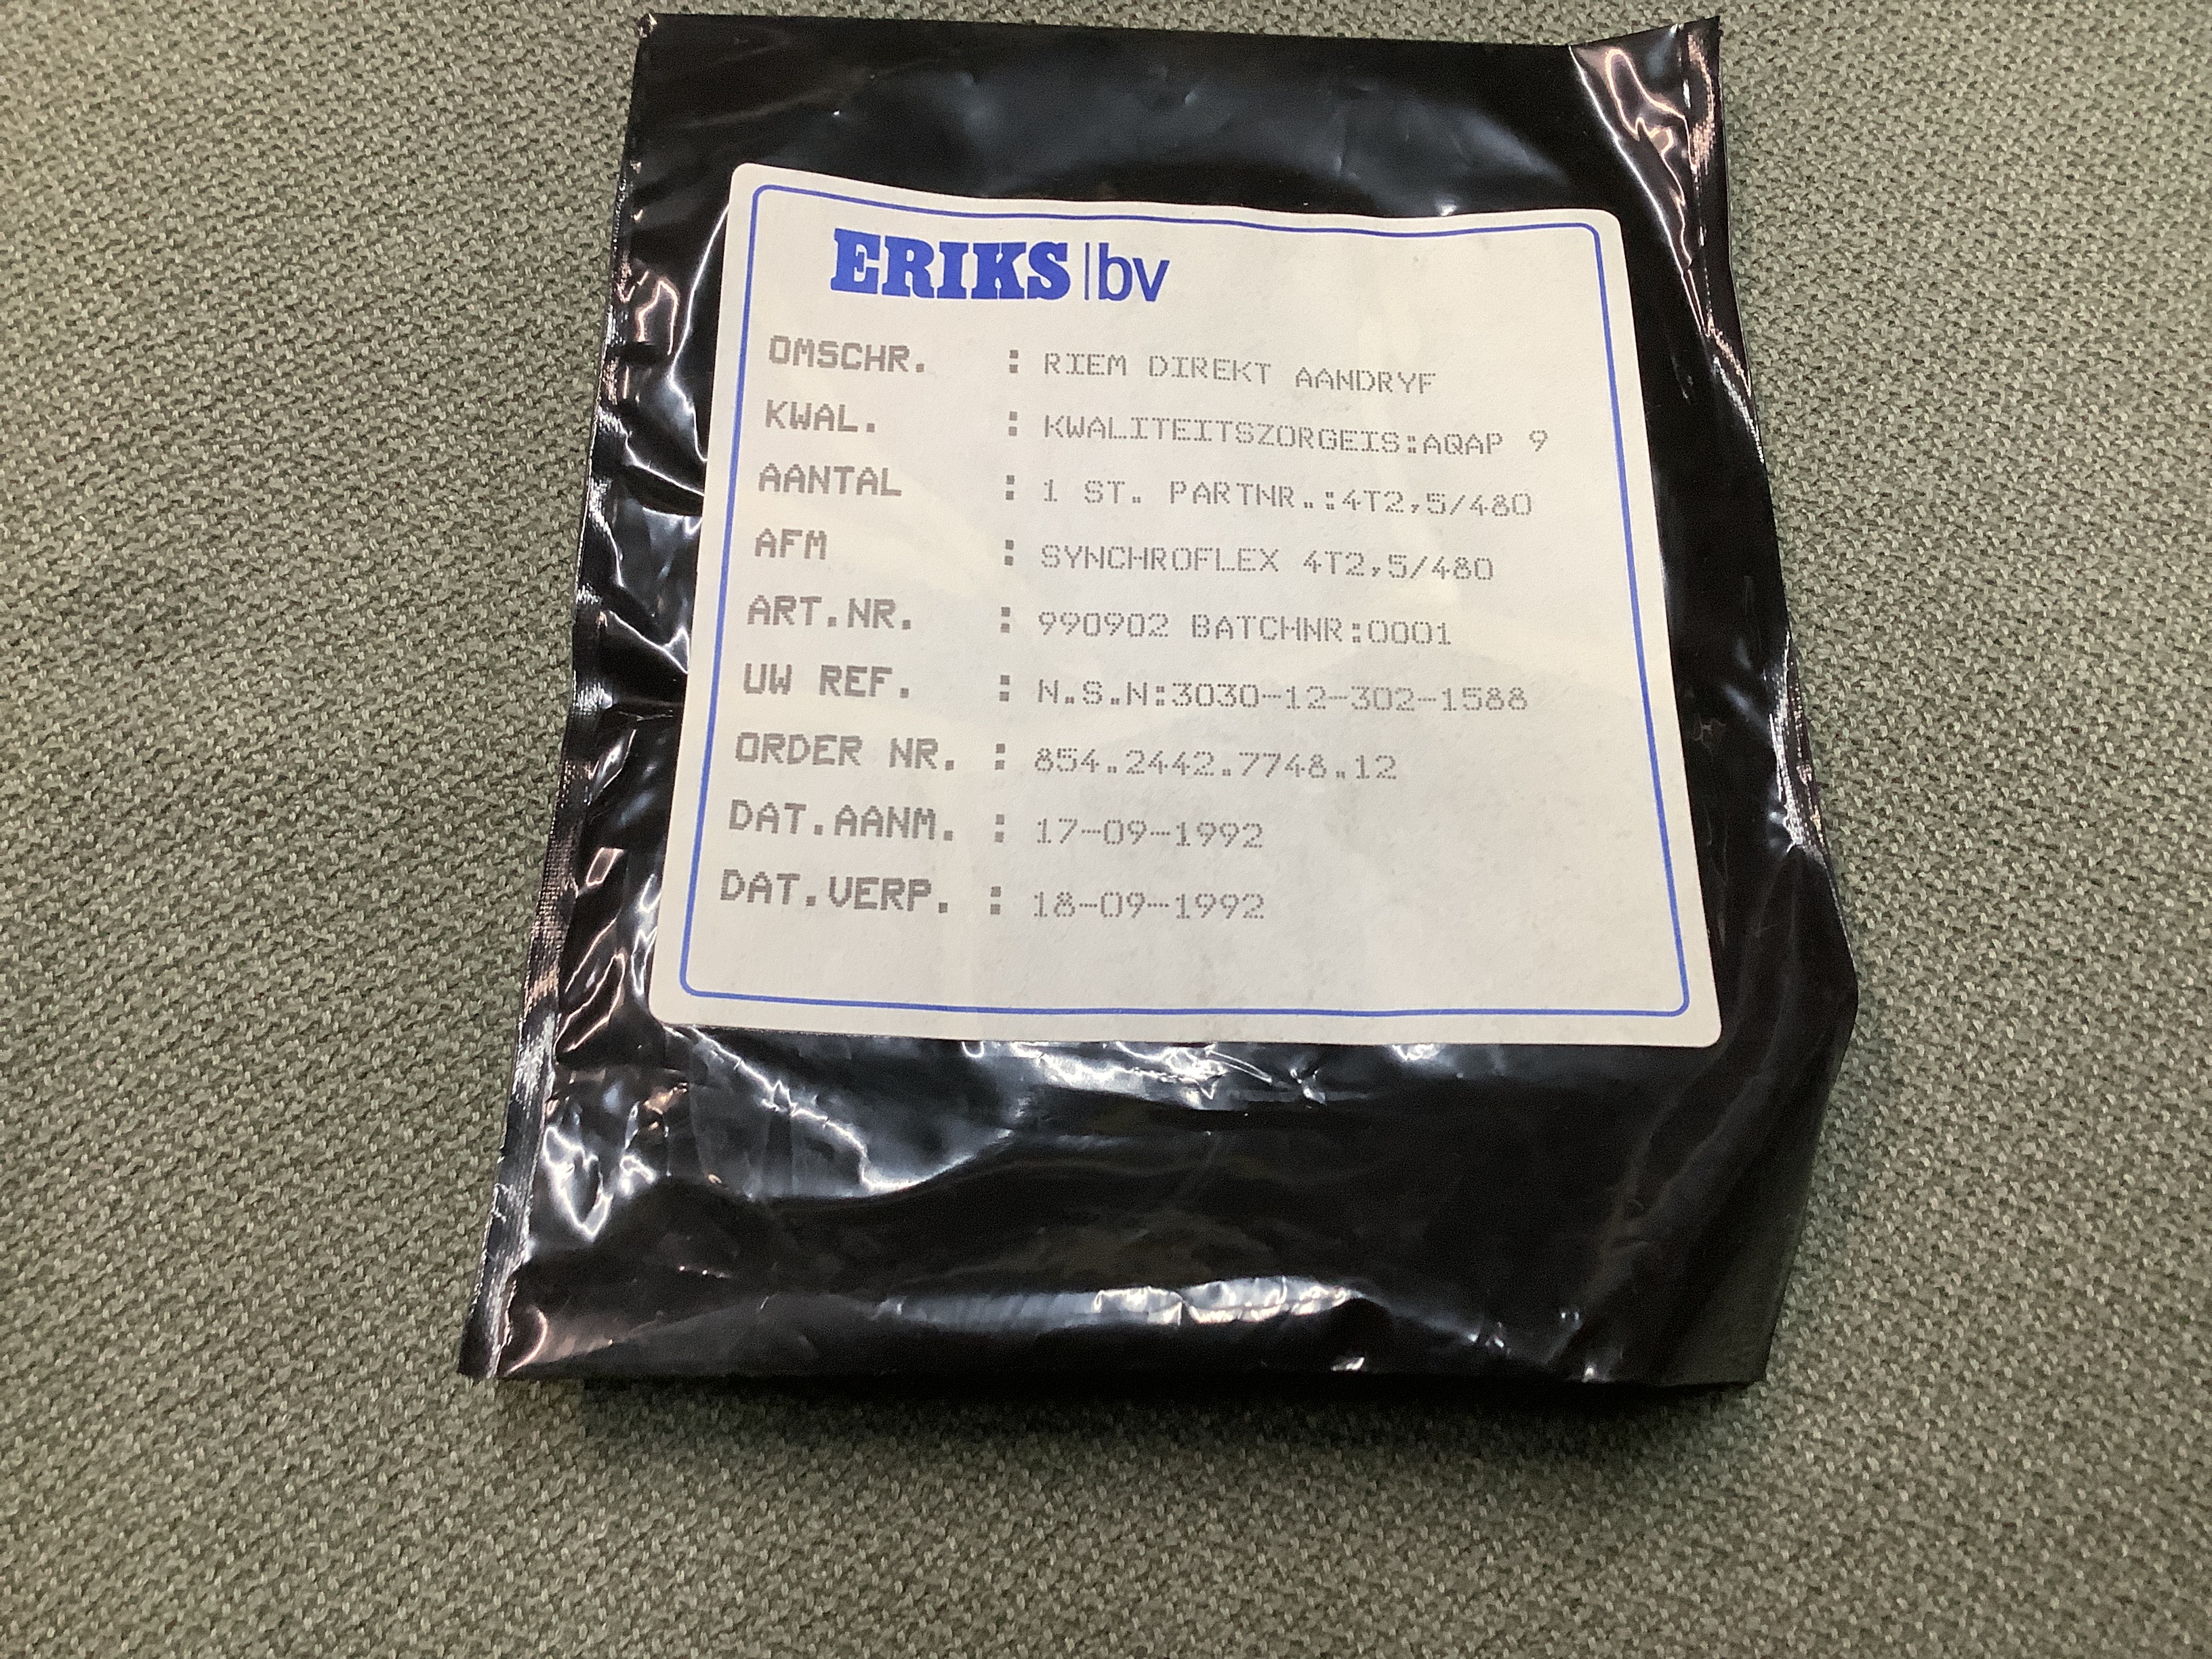 ERIKS|bv
OMSCHR. : RIEM DIREKT AANDRYF
KWAL. : KWALITEITSZORGEIS:AQAP 9
AANTAL : 1 ST. PARTNR.:4T2,5/480
AFM : SYNCHROFLEX 4T2,5/480
ART.NR. : 990902 BATCHNR:0001
UW REF. : N.S.N:3030-12-302-1588
ORDER NR. : 854.2442.7748.12
DAT.AANM. : 17-09-1992
DAT.VERP. : 18-09-1992